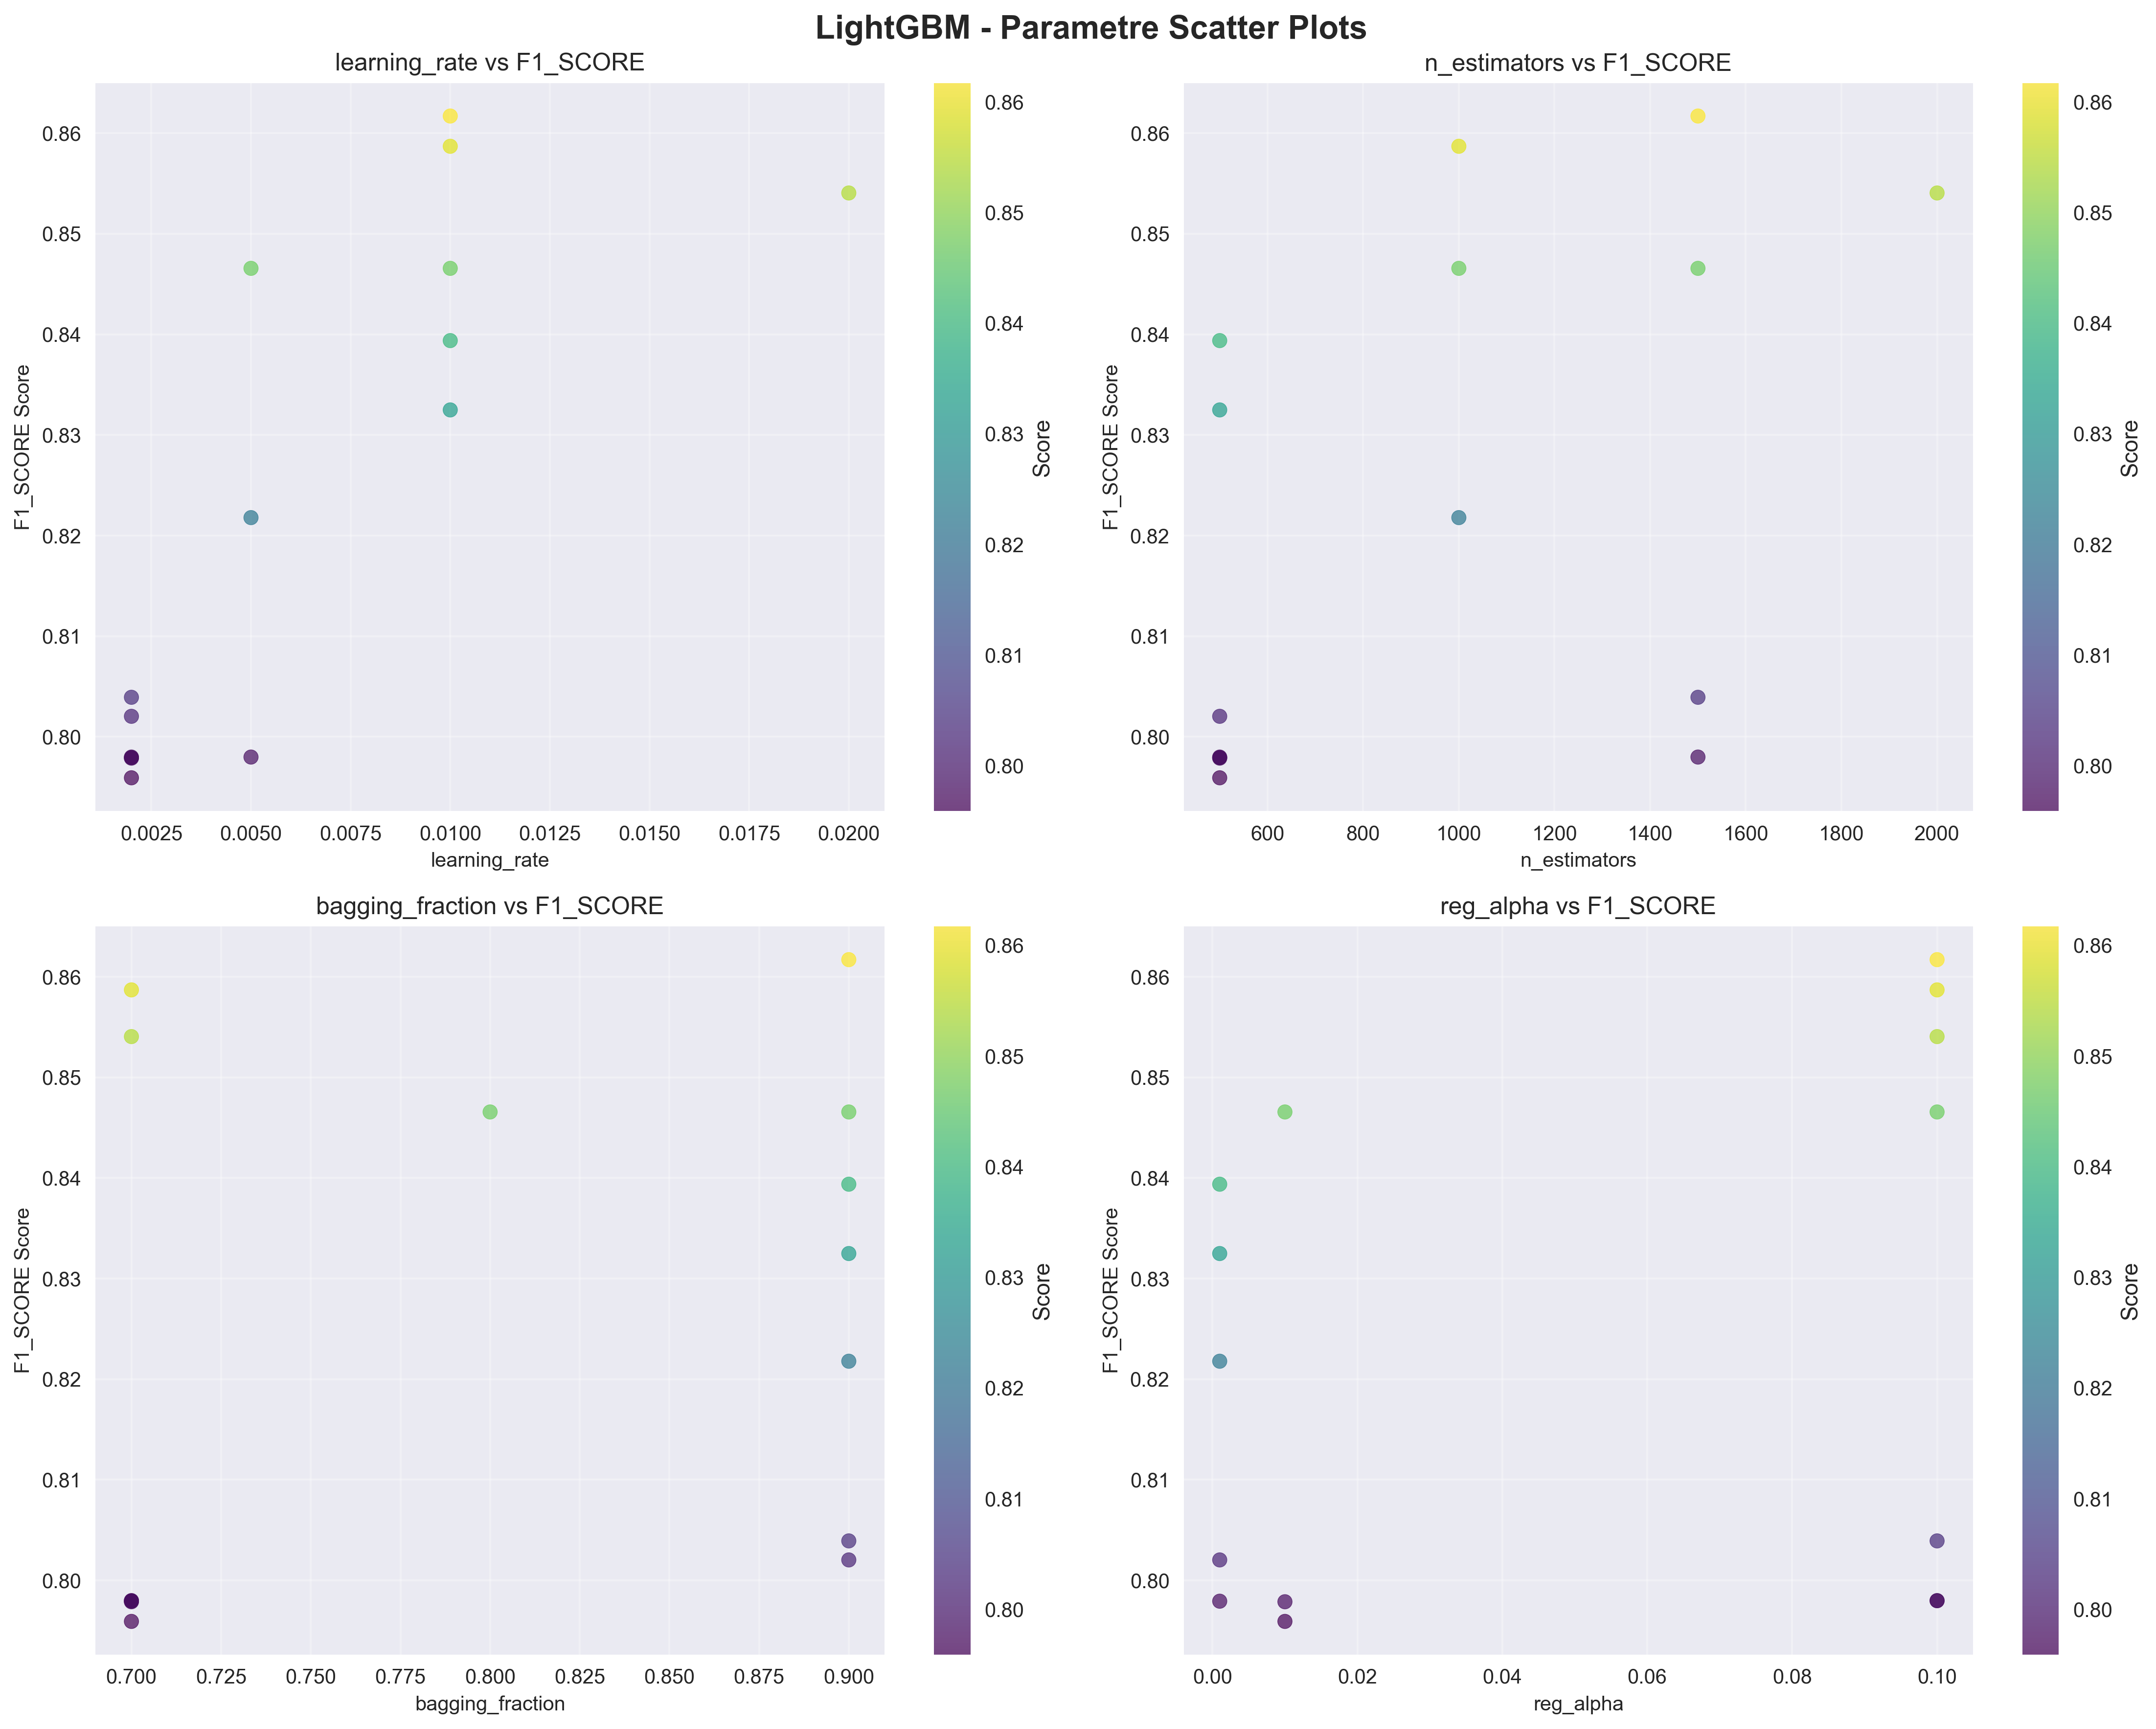 LightGBM - Parametre Scatter Plots
learning_rate vs F1_SCORE
F1_SCORE Score
0.86
0.85
0.84
0.83
0.82
0.81
0.80
0.0025 0.0050 0.0075 0.0100 0.0125 0.0150 0.0175 0.0200
learning_rate
0.86
0.85
0.84
0.83
0.82
0.81
0.80
Score
n_estimators vs F1_SCORE
F1_SCORE Score
0.86
0.85
0.84
0.83
0.82
0.81
0.80
600 800 1000 1200 1400 1600 1800 2000
n_estimators
0.86
0.85
0.84
0.83
0.82
0.81
0.80
Score
bagging_fraction vs F1_SCORE
F1_SCORE Score
0.86
0.85
0.84
0.83
0.82
0.81
0.80
0.700 0.725 0.750 0.775 0.800 0.825 0.850 0.875 0.900
bagging_fraction
0.86
0.85
0.84
0.83
0.82
0.81
0.80
Score
reg_alpha vs F1_SCORE
F1_SCORE Score
0.86
0.85
0.84
0.83
0.82
0.81
0.80
0.00 0.02 0.04 0.06 0.08 0.10
reg_alpha
0.86
0.85
0.84
0.83
0.82
0.81
0.80
Score